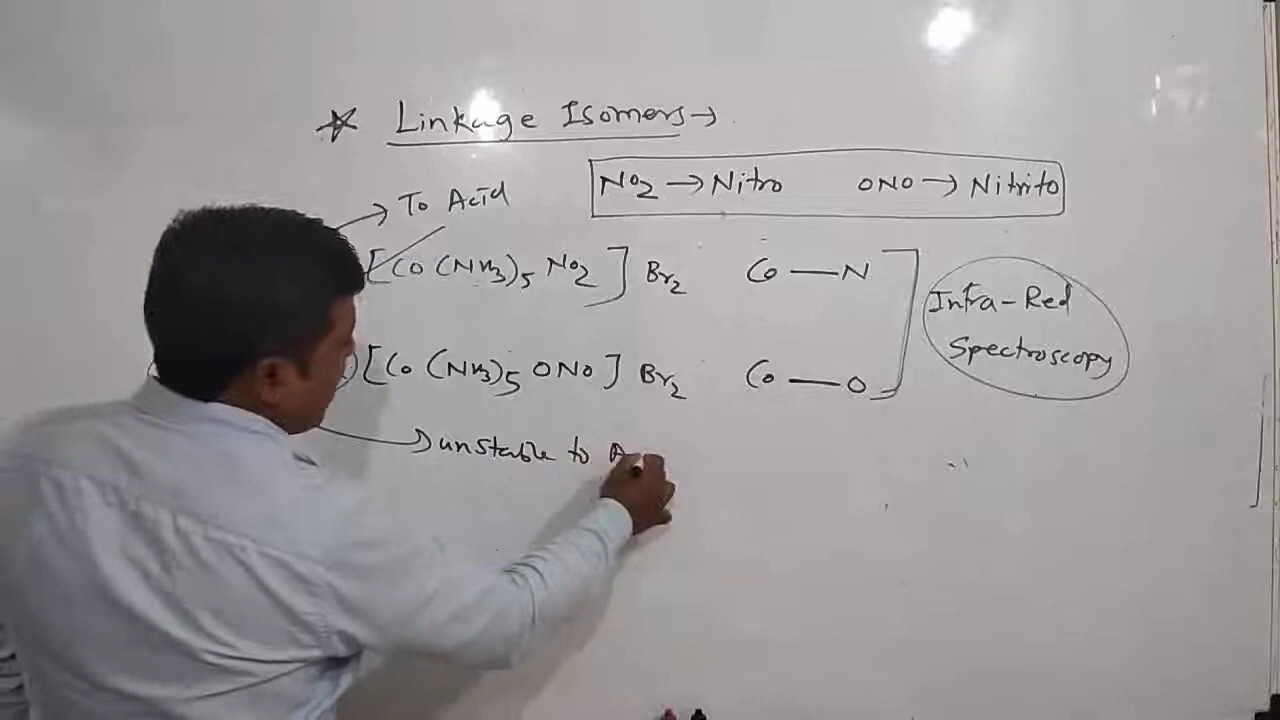 ☆ Linkage Isomers →
NO2 → Nitro ONO → Nitrito
→ To Acid
[Co (NH3)5 NO2] Br2 Co — N
Infra-Red
Spectroscopy
) [Co (NH3)5 ONO] Br2 Co — O
→ unstable to A